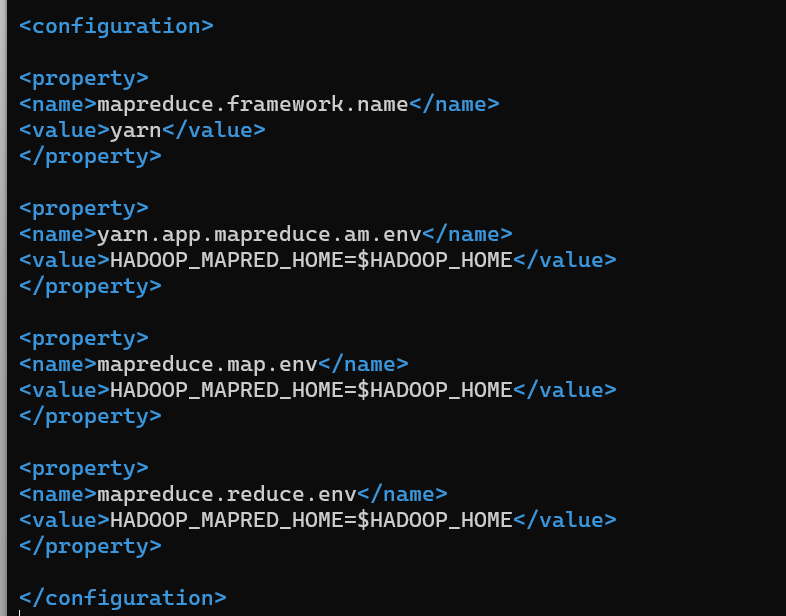 <configuration>
<property>
<name>mapreduce.framework.name</name>
<value>yarn</value>
</property>
<property>
<name>yarn.app.mapreduce.am.env</name>
<value>HADOOP_MAPRED_HOME=$HADOOP_HOME</value>
</property>
<property>
<name>mapreduce.map.env</name>
<value>HADOOP_MAPRED_HOME=$HADOOP_HOME</value>
</property>
<property>
<name>mapreduce.reduce.env</name>
<value>HADOOP_MAPRED_HOME=$HADOOP_HOME</value>
</property>
</configuration>